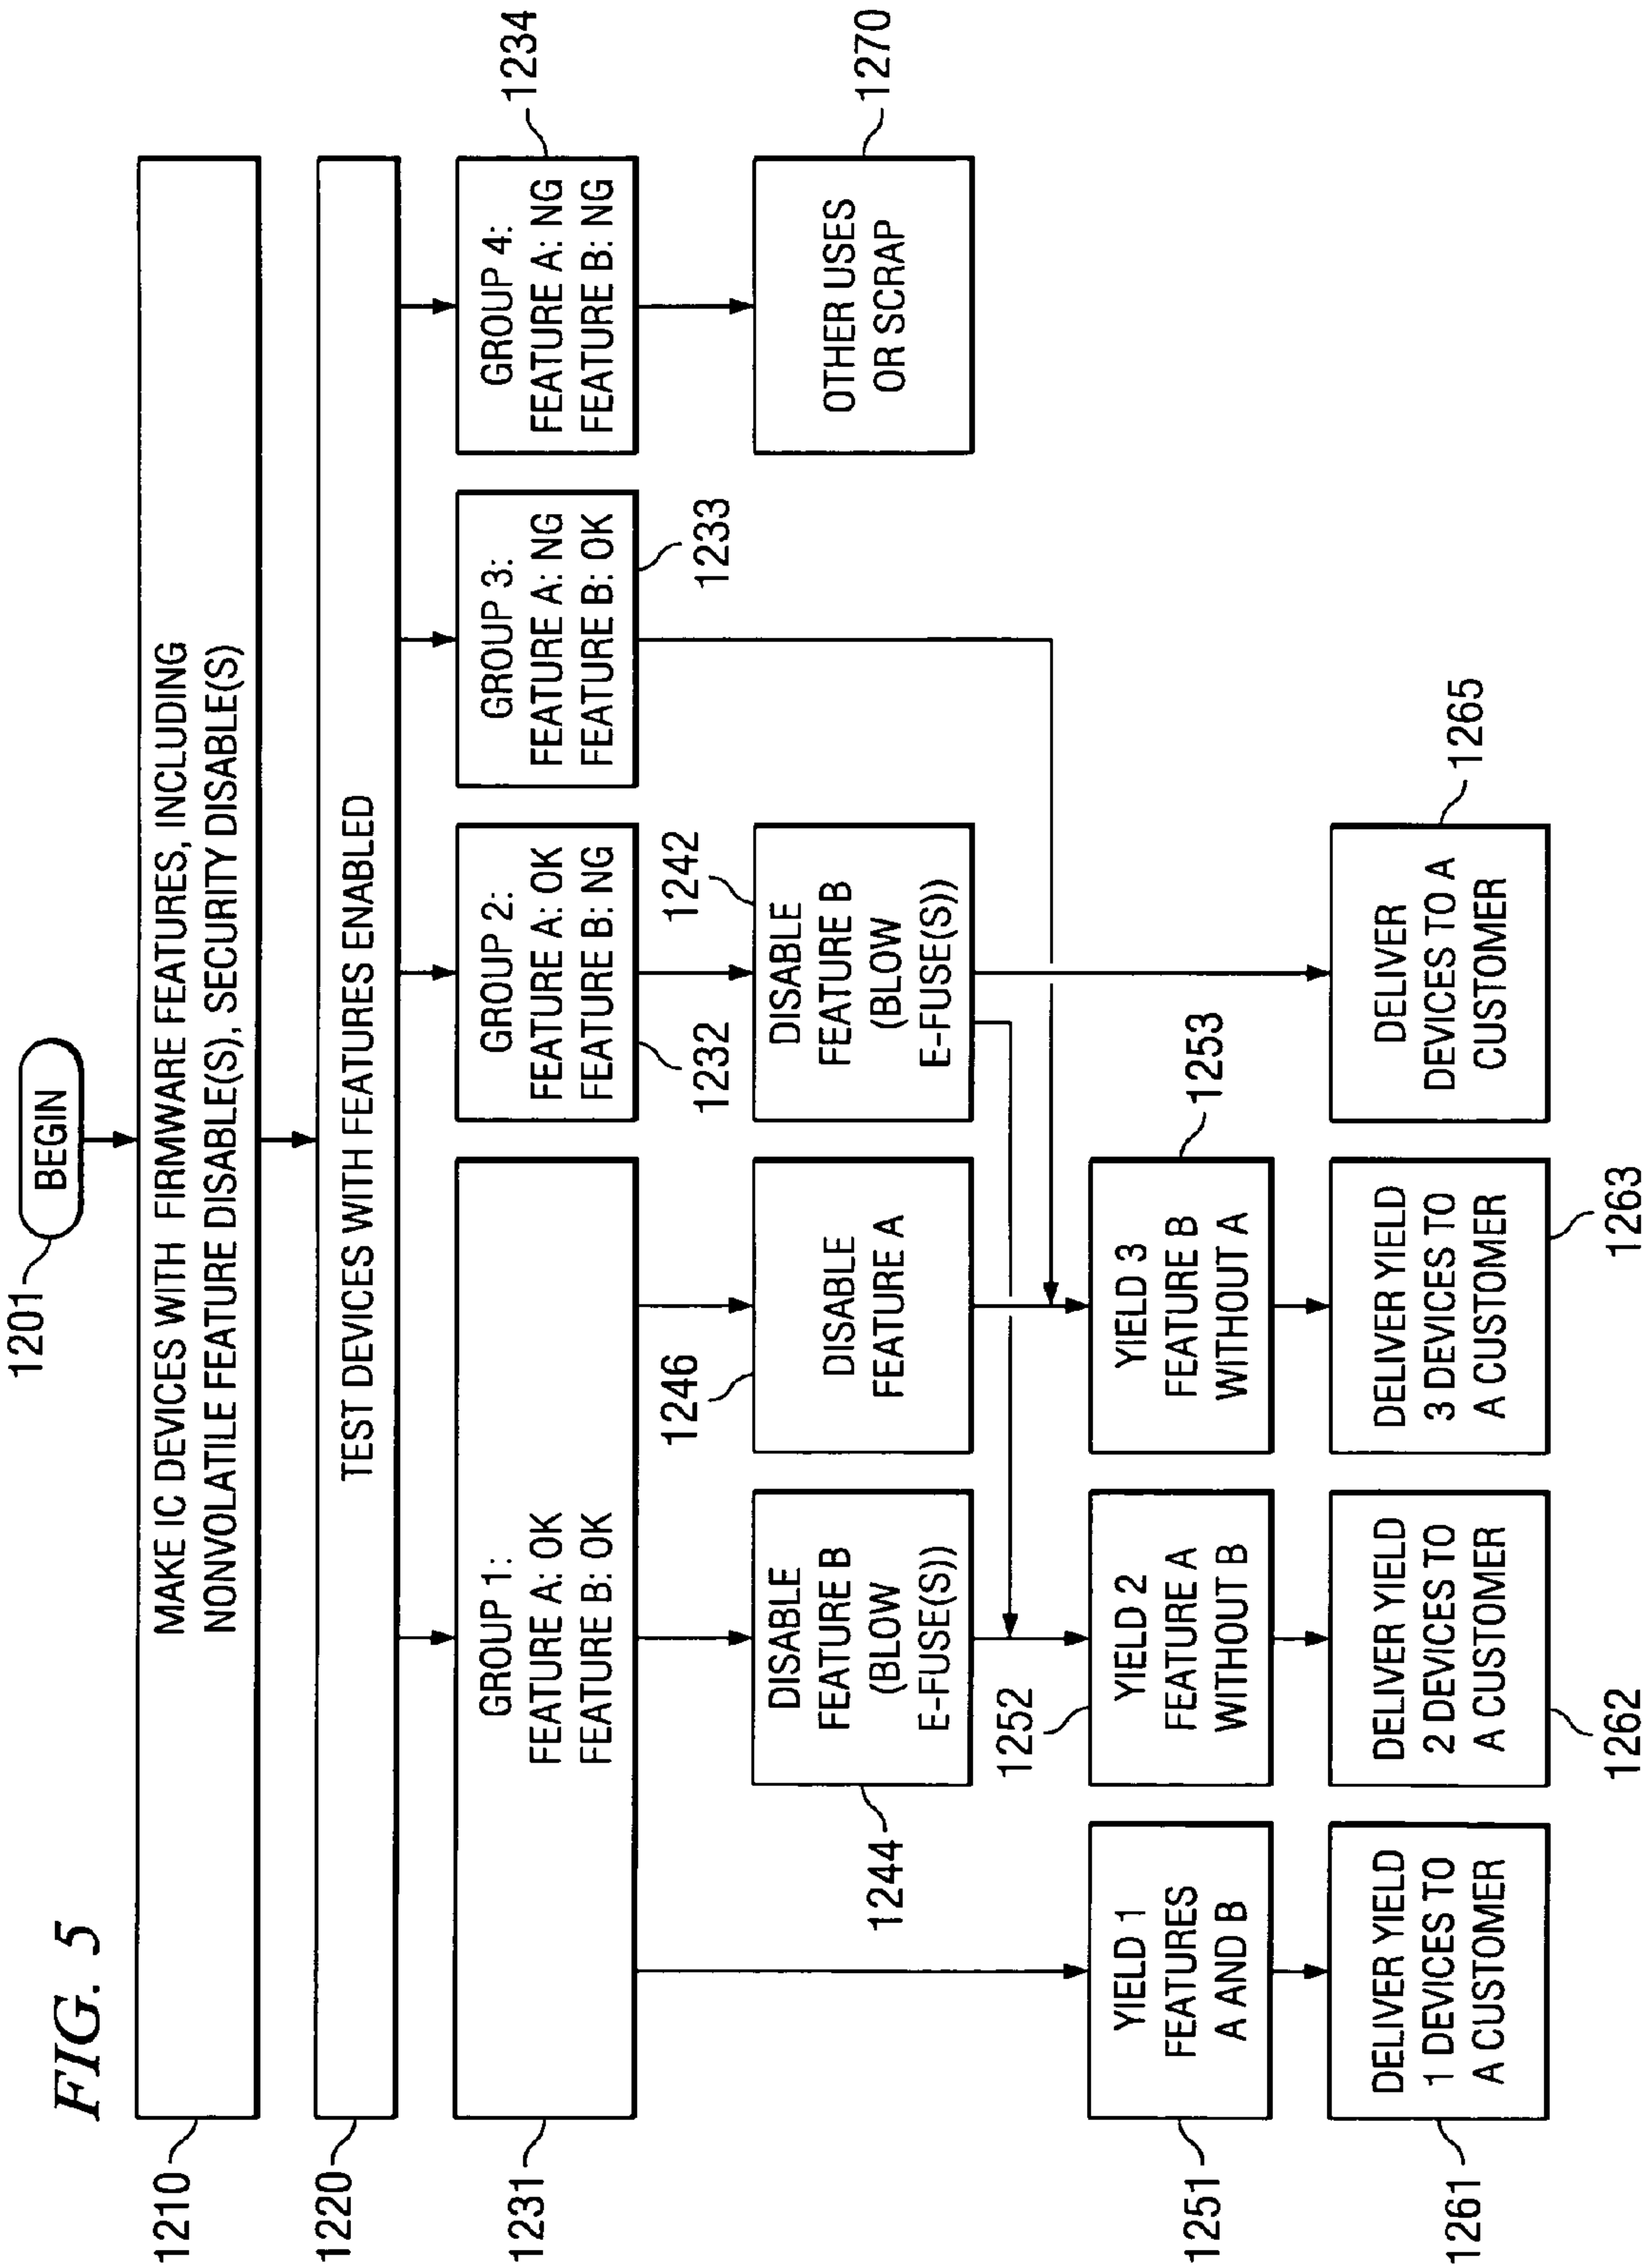 FIG. 5
1201
BEGIN
1210
MAKE IC DEVICES WITH FIRMWARE FEATURES, INCLUDING
NONVOLATILE FEATURE DISABLE(S), SECURITY DISABLE(S)
1220
TEST DEVICES WITH FEATURES ENABLED
1231
GROUP 1:
FEATURE A: OK
FEATURE B: OK
GROUP 2:
FEATURE A: OK
FEATURE B: NG
1232
GROUP 3:
FEATURE A: NG
FEATURE B: OK
1233
GROUP 4:
FEATURE A: NG
FEATURE B: NG
1234
1244
DISABLE
FEATURE B
(BLOW
E-FUSE(S))
1246
DISABLE
FEATURE A
1242
DISABLE
FEATURE B
(BLOW
E-FUSE(S))
OTHER USES
OR SCRAP
1270
1251
YIELD 1
FEATURES
A AND B
1252
YIELD 2
FEATURE A
WITHOUT B
YIELD 3
FEATURE B
WITHOUT A
1253
1261
DELIVER YIELD
1 DEVICES TO
A CUSTOMER
DELIVER YIELD
2 DEVICES TO
A CUSTOMER
1262
DELIVER YIELD
3 DEVICES TO
A CUSTOMER
1263
DELIVER
DEVICES TO A
CUSTOMER
1265